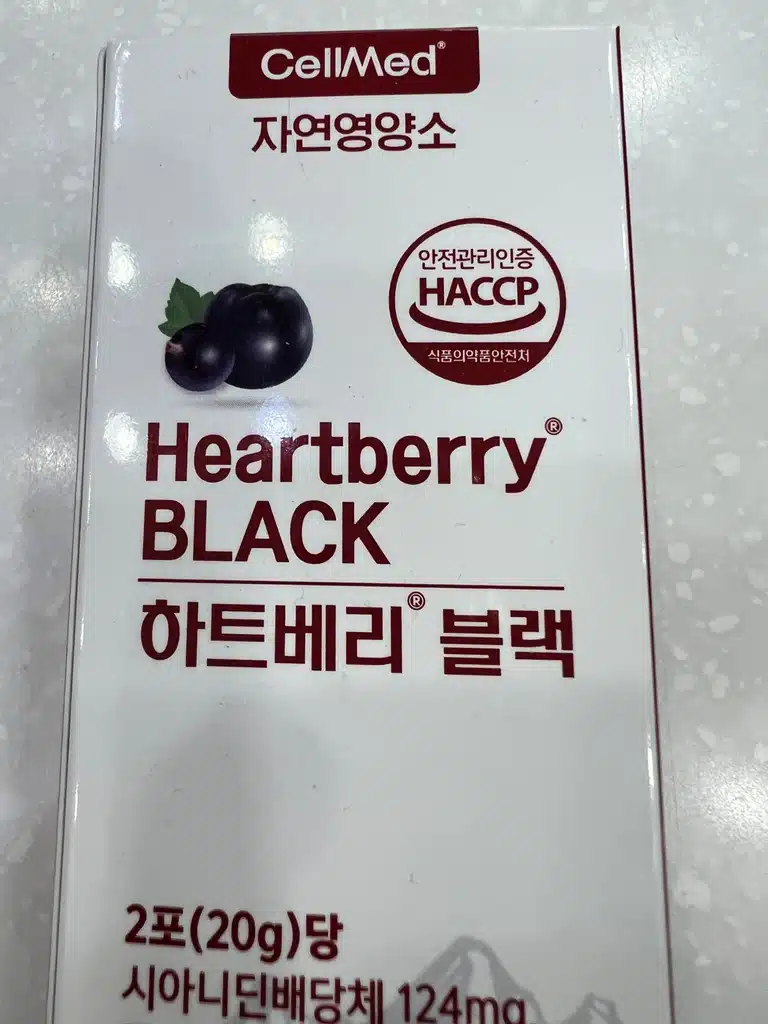 CellMed®
자연영양소
안전관리인증
HACCP
식품의약품안전처
Heartberry®
BLACK
하트베리® 블랙
2포(20g)당
시아니딘배당체 124mg